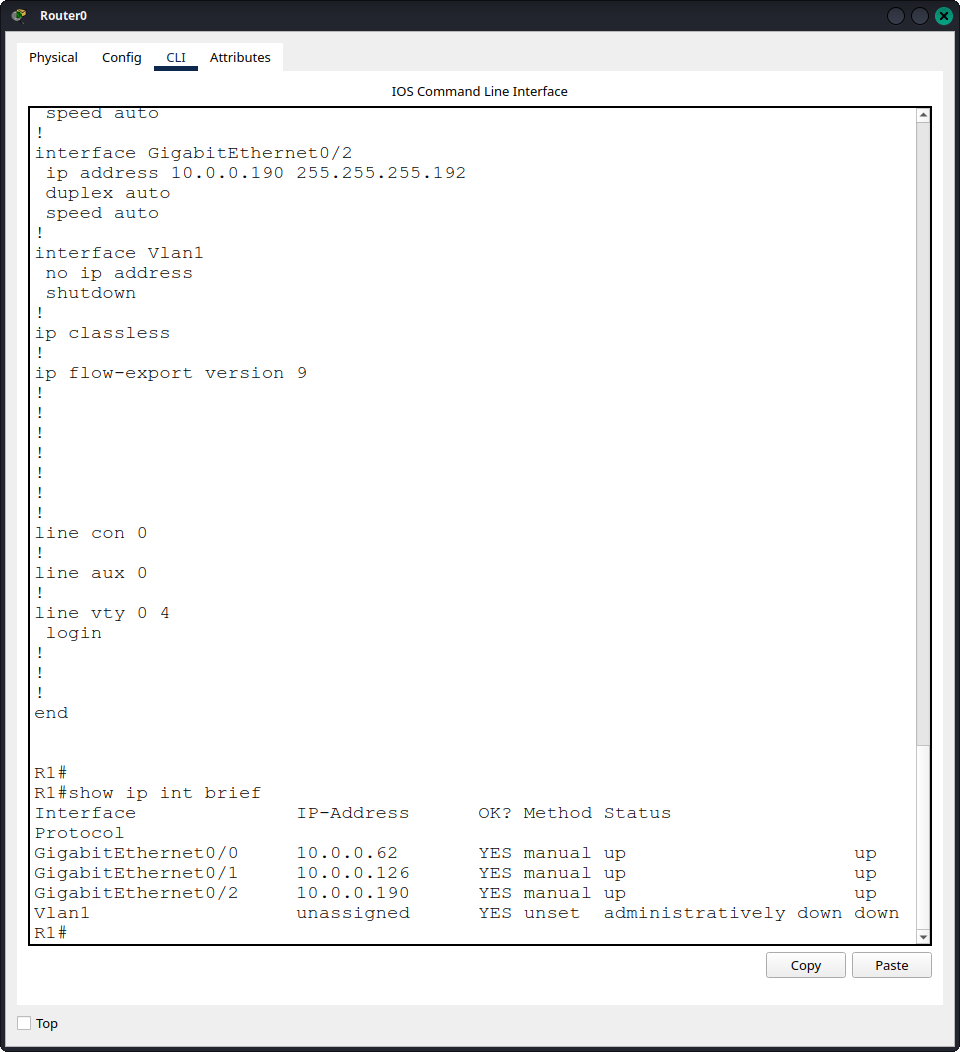 Router0
Physical Config CLI Attributes
IOS Command Line Interface
 speed auto
!
interface GigabitEthernet0/2
 ip address 10.0.0.190 255.255.255.192
 duplex auto
 speed auto
!
interface Vlan1
 no ip address
 shutdown
!
ip classless
!
ip flow-export version 9
!
!
!
!
!
!
!
line con 0
!
line aux 0
!
line vty 0 4
 login
!
!
!
end
R1#
R1#show ip int brief
Interface              IP-Address      OK? Method Status
Protocol
GigabitEthernet0/0     10.0.0.62       YES manual up                    up
GigabitEthernet0/1     10.0.0.126      YES manual up                    up
GigabitEthernet0/2     10.0.0.190      YES manual up                    up
Vlan1                  unassigned      YES unset  administratively down down
R1#
Copy Paste
Top